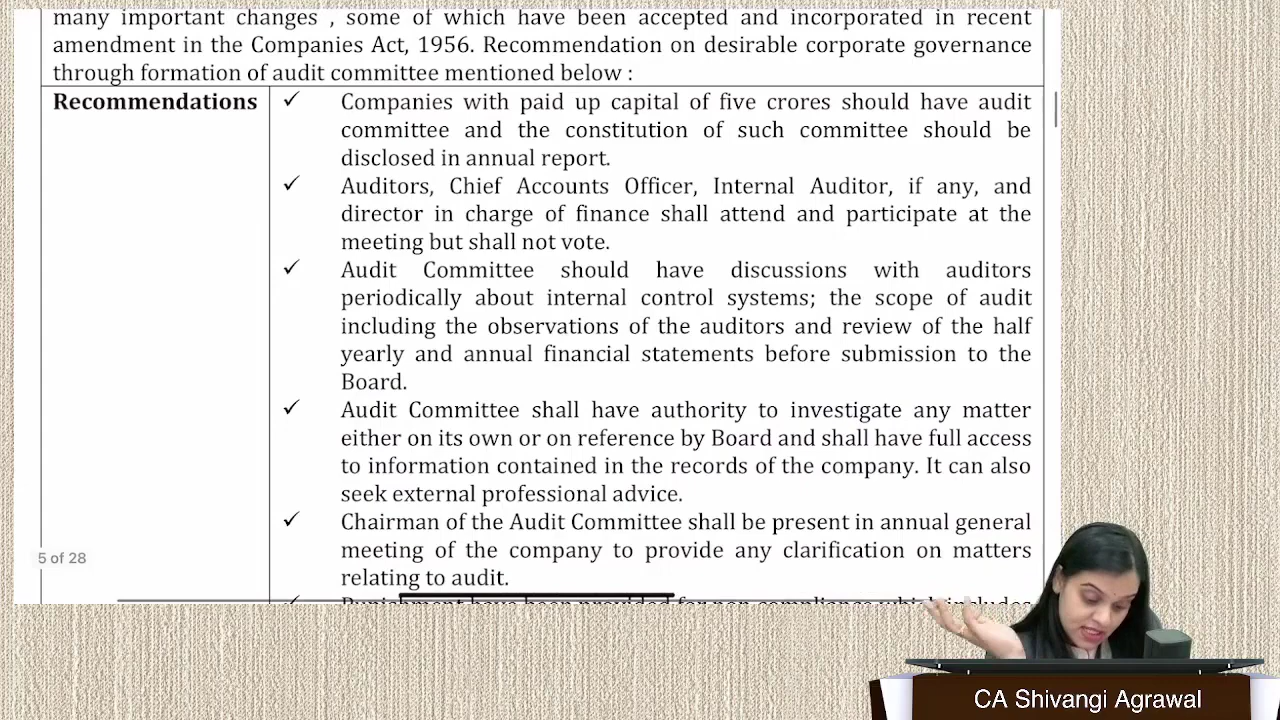 many important changes , some of which have been accepted and incorporated in recent
amendment in the Companies Act, 1956. Recommendation on desirable corporate governance
through formation of audit committee mentioned below :
Recommendations
✓ Companies with paid up capital of five crores should have audit
committee and the constitution of such committee should be
disclosed in annual report.
✓ Auditors, Chief Accounts Officer, Internal Auditor, if any, and
director in charge of finance shall attend and participate at the
meeting but shall not vote.
✓ Audit Committee should have discussions with auditors
periodically about internal control systems; the scope of audit
including the observations of the auditors and review of the half
yearly and annual financial statements before submission to the
Board.
✓ Audit Committee shall have authority to investigate any matter
either on its own or on reference by Board and shall have full access
to information contained in the records of the company. It can also
seek external professional advice.
✓ Chairman of the Audit Committee shall be present in annual general
meeting of the company to provide any clarification on matters
relating to audit.
✓ Punishment have been provided for non compliance which includes
5 of 28
CA Shivangi Agrawal